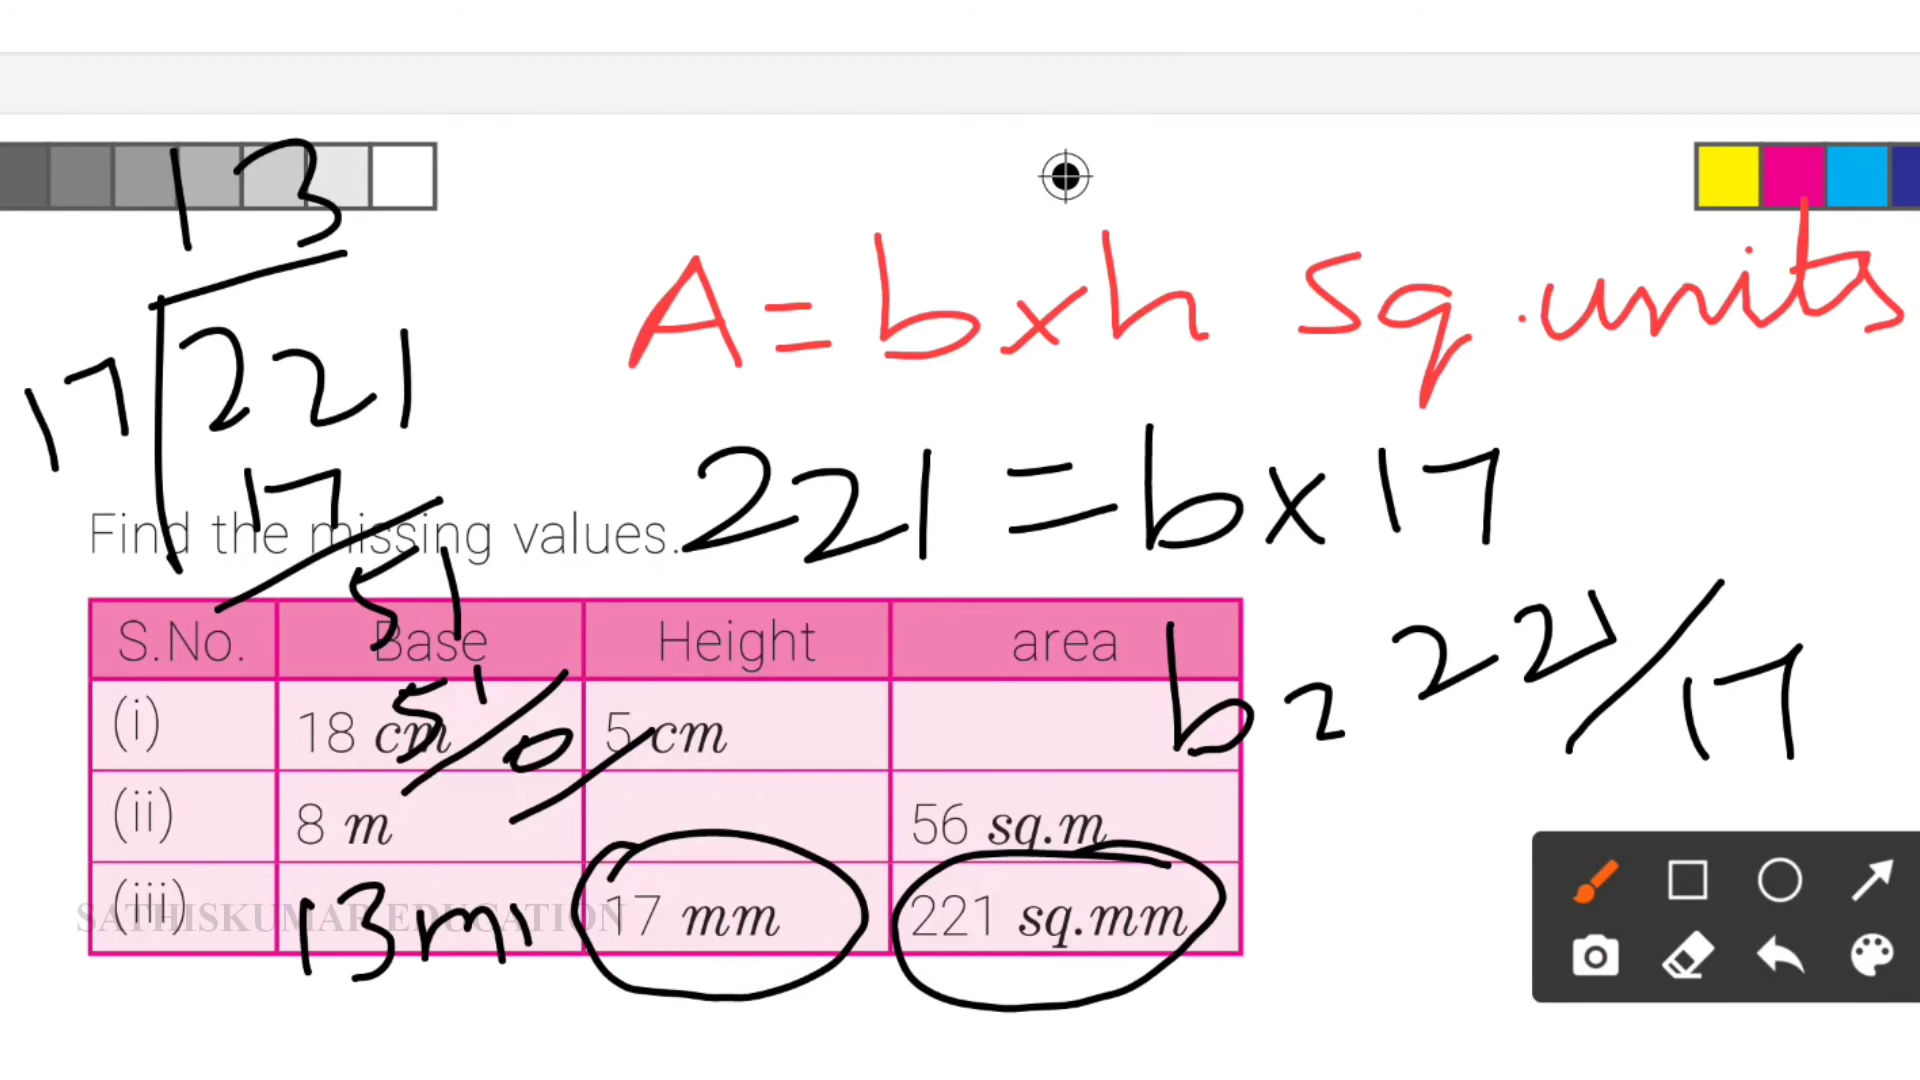 13
A = b x h sq.units
17 221
17
221 = b x 17
Find the missing values.
51
b = 221/17
S.No. Base Height area
51
(i) 18 cm 5 cm
0
(ii) 8 m 56 sq.m
(iii) 13 m 17 mm 221 sq.mm
SATHISKUMAR EDUCATION